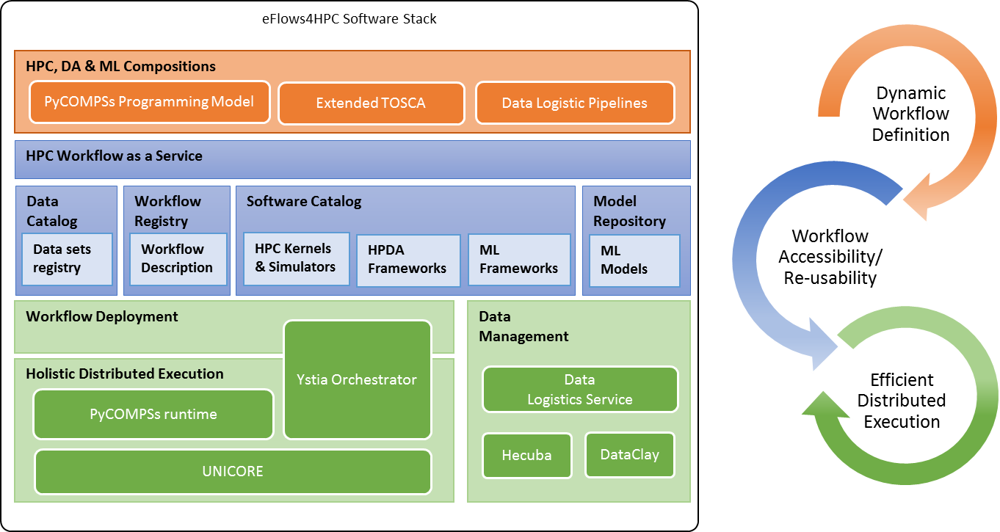 eFlows4HPC Software Stack
HPC, DA & ML Compositions
PyCOMPSs Programming Model
Extended TOSCA
Data Logistic Pipelines
HPC Workflow as a Service
Data
Catalog
Data sets
registry
Workflow
Registry
Workflow
Description
Software Catalog
HPC Kernels
& Simulators
HPDA
Frameworks
ML
Frameworks
Model
Repository
ML
Models
Workflow Deployment
Ystia Orchestrator
Holistic Distributed Execution
PyCOMPSs runtime
UNICORE
Data
Management
Data
Logistics Service
Hecuba
DataClay
Dynamic
Workflow
Definition
Workflow
Accessibility/
Re-usability
Efficient
Distributed
Execution